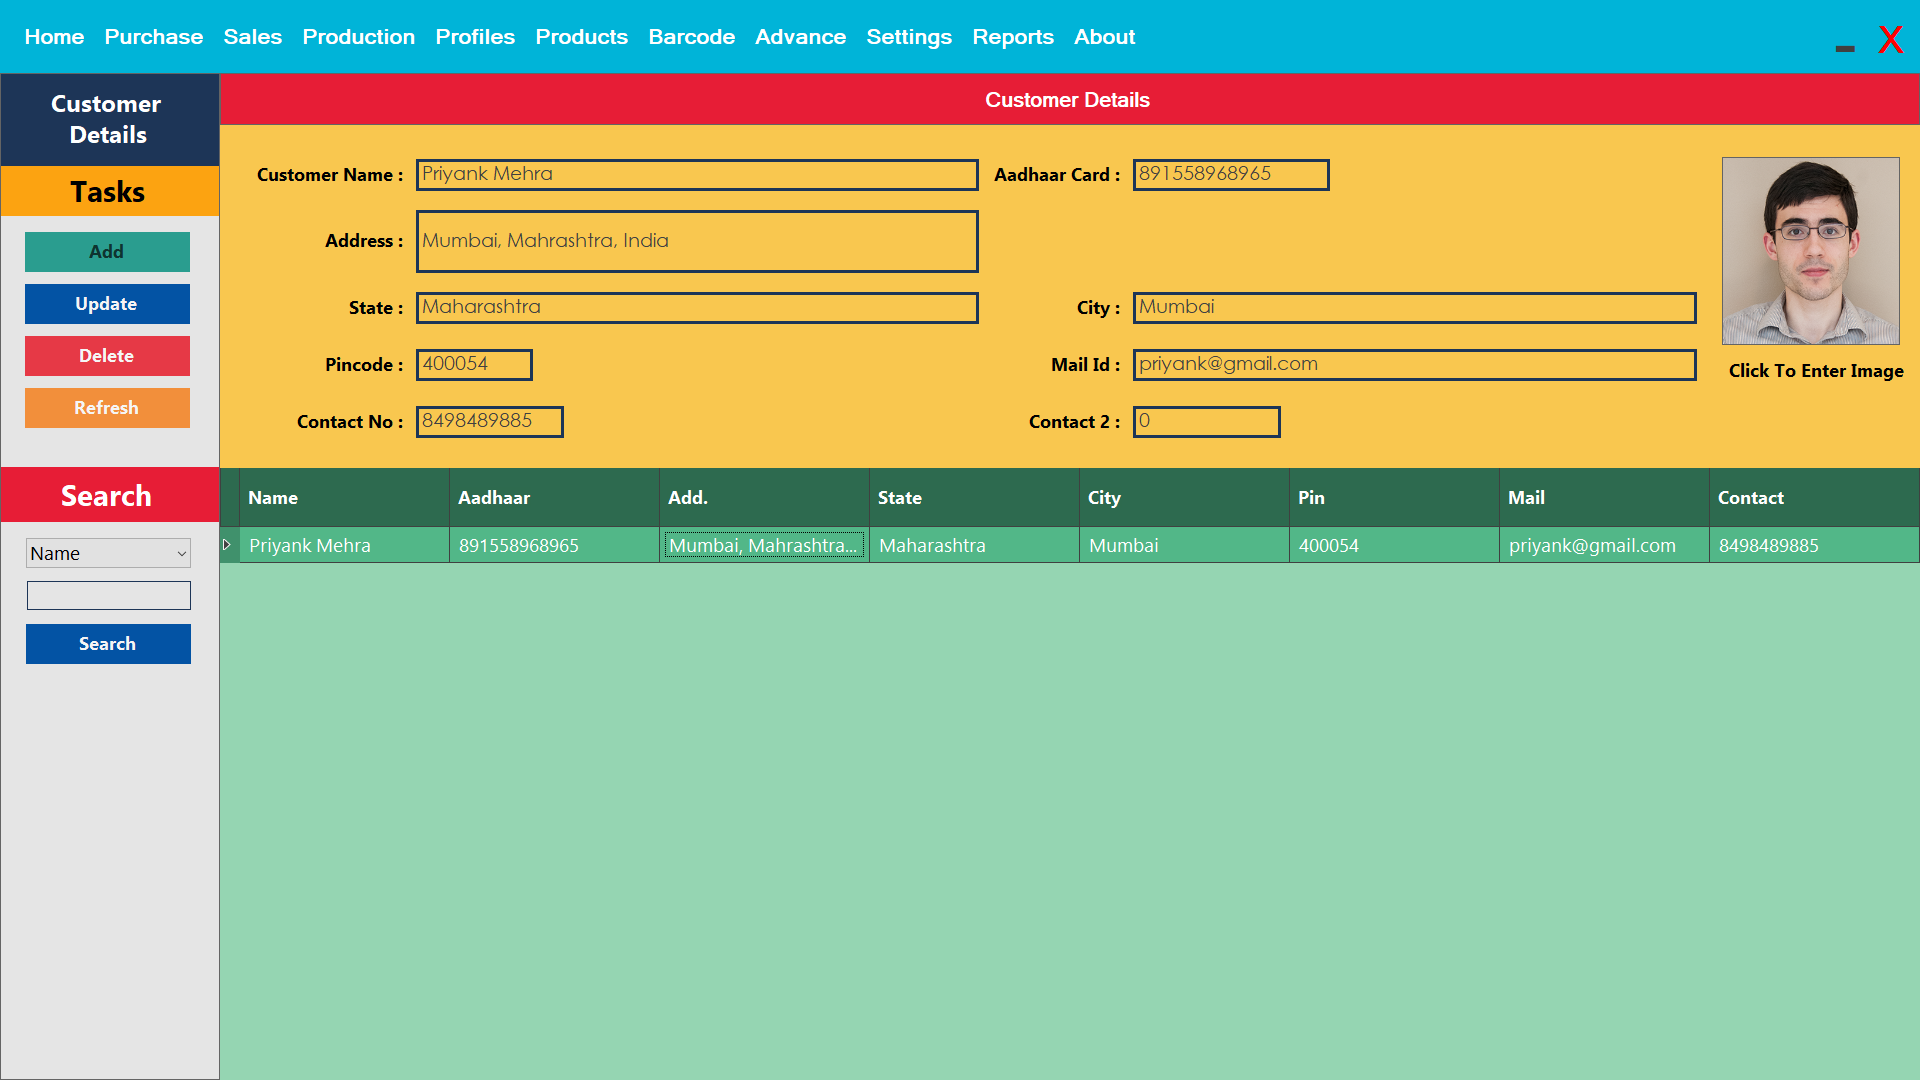 Home Purchase Sales Production Profiles Products Barcode Advance Settings Reports About
X
Customer
Details
Tasks
Add
Update
Delete
Refresh
Search
Name
Search
Customer Details
Customer Name : Priyank Mehra Aadhaar Card : 891558968965
Address : Mumbai, Mahrashtra, India
State : Maharashtra City : Mumbai
Pincode : 400054 Mail Id : priyank@gmail.com
Click To Enter Image
Contact No : 8498489885 Contact 2 : 0
Name Aadhaar Add. State City Pin Mail Contact
Priyank Mehra 891558968965 Mumbai, Mahrashtra... Maharashtra Mumbai 400054 priyank@gmail.com 8498489885